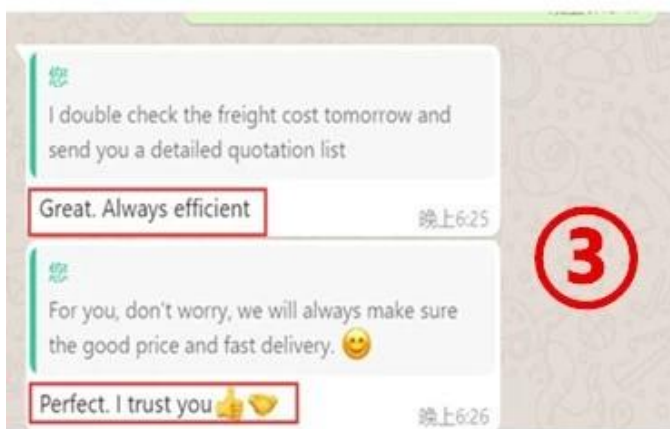 您
I double check the freight cost tomorrow and
send you a detailed quotation list
Great. Always efficient
晚上6:25
③
您
For you, don't worry, we will always make sure
the good price and fast delivery. 😊
Perfect. I trust you👍🤝
晚上6:26